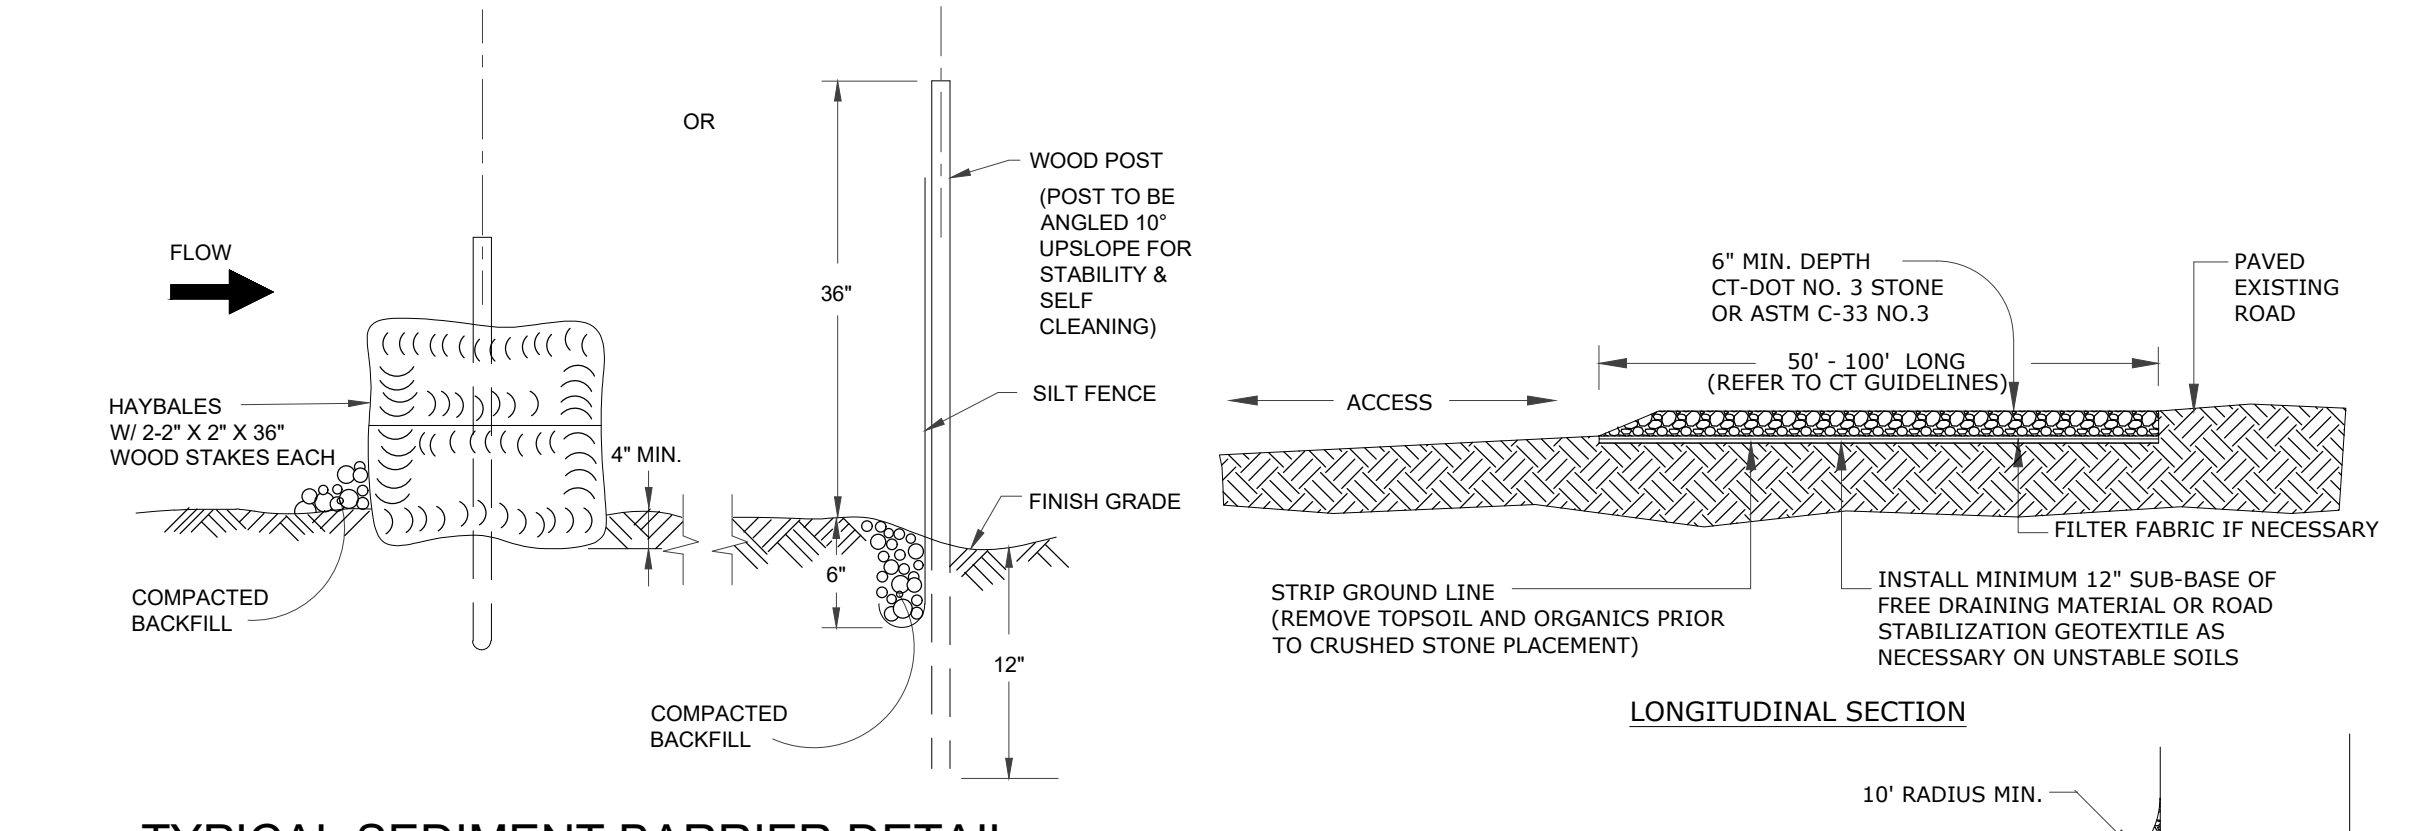 OR
WOOD POST
(POST TO BE
ANGLED 10°
UPSLOPE FOR
STABILITY &
SELF
CLEANING)
FLOW
36"
HAYBALES
W/ 2-2" X 2" X 36"
WOOD STAKES EACH
4" MIN.
SILT FENCE
FINISH GRADE
6"
12"
COMPACTED
BACKFILL
COMPACTED
BACKFILL
TYPICAL SEDIMENT BARRIER DETAIL
6" MIN. DEPTH
CT-DOT NO. 3 STONE
OR ASTM C-33 NO.3
PAVED
EXISTING
ROAD
50' - 100' LONG
(REFER TO CT GUIDELINES)
ACCESS
FILTER FABRIC IF NECESSARY
STRIP GROUND LINE
(REMOVE TOPSOIL AND ORGANICS PRIOR
TO CRUSHED STONE PLACEMENT)
INSTALL MINIMUM 12" SUB-BASE OF
FREE DRAINING MATERIAL OR ROAD
STABILIZATION GEOTEXTILE AS
NECESSARY ON UNSTABLE SOILS
LONGITUDINAL SECTION
10' RADIUS MIN.